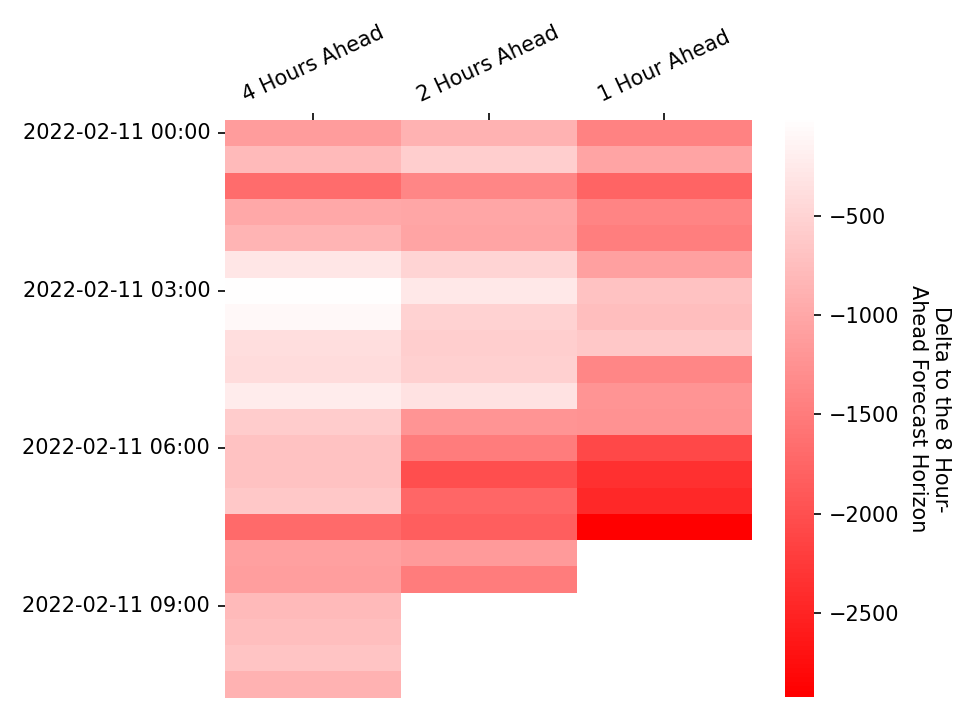 4 Hours Ahead
2 Hours Ahead
1 Hour Ahead
2022-02-11 00:00
2022-02-11 03:00
2022-02-11 06:00
2022-02-11 09:00
−500
−1000
−1500
−2000
−2500
Delta to the 8 Hour-
Ahead Forecast Horizon